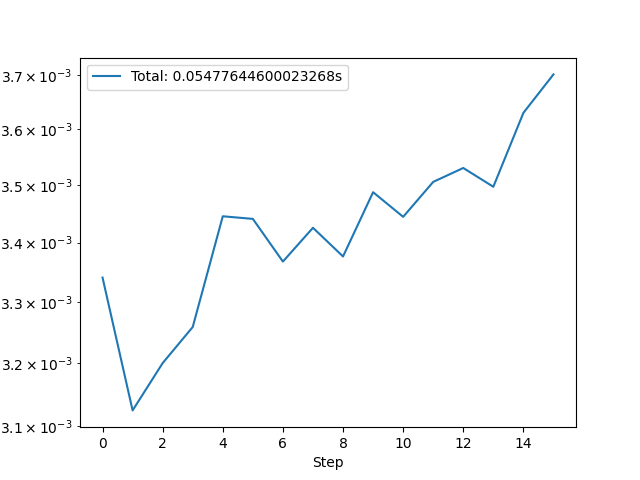 Total: 0.05477644600023268s
3.7 × 10⁻³
3.6 × 10⁻³
3.5 × 10⁻³
3.4 × 10⁻³
3.3 × 10⁻³
3.2 × 10⁻³
3.1 × 10⁻³
0 2 4 6 8 10 12 14
Step